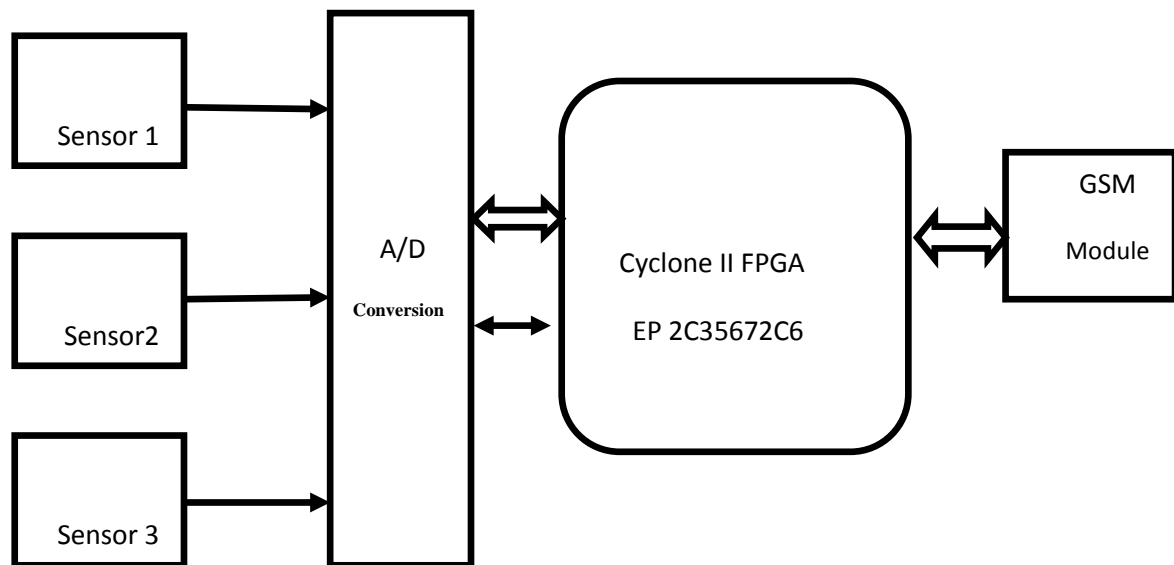 Sensor 1
Sensor2
Sensor 3
A/D
Conversion
Cyclone II FPGA
EP 2C35672C6
GSM
Module